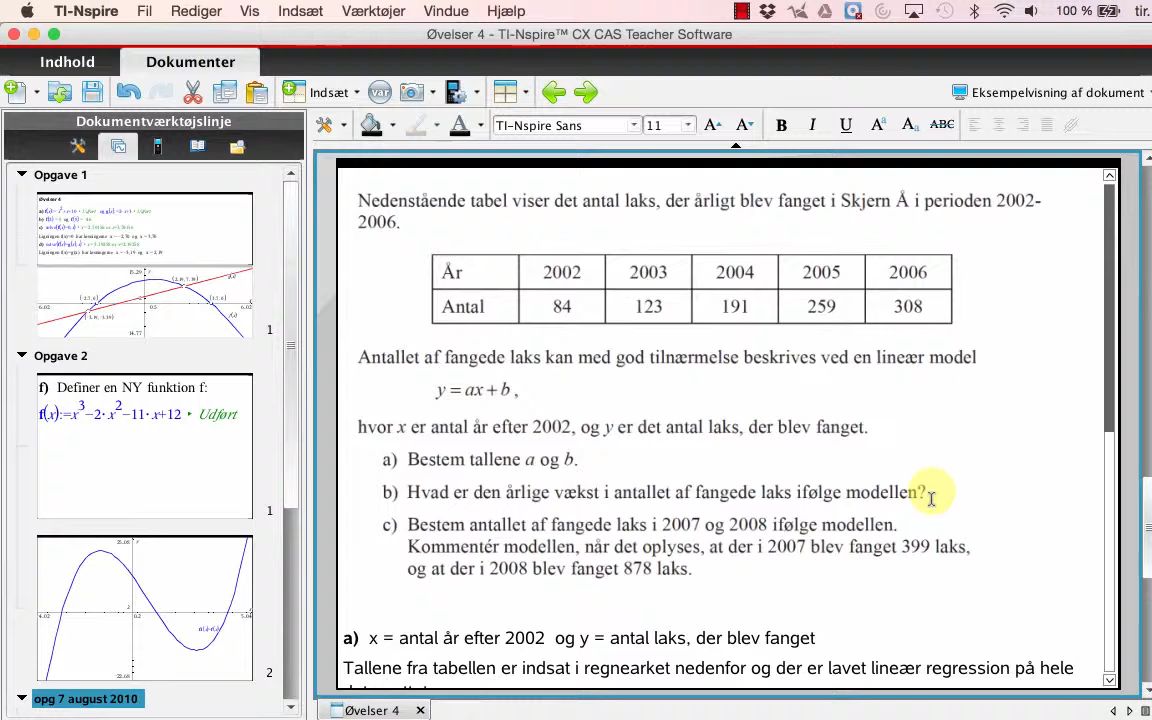 TI-Nspire Fil Rediger Vis Indsæt Værktøjer Vindue Hjælp 100 % tir.
Øvelser 4 - TI-Nspire™ CX CAS Teacher Software
Indhold Dokumenter
Indsæt var Eksempelvisning af dokument
Dokumentværktøjslinje
TI-Nspire Sans 11 B I U ABC
Opgave 1
Øvelser 4
1
Opgave 2
f) Definer en NY funktion f:
f(x):=x³−2·x²−11·x+12 ▸ Udført
1
2
opg 7 august 2010
Nedenstående tabel viser det antal laks, der årligt blev fanget i Skjern Å i perioden 2002-
2006.
År 2002 2003 2004 2005 2006
Antal 84 123 191 259 308
Antallet af fangede laks kan med god tilnærmelse beskrives ved en lineær model
y = ax + b ,
hvor x er antal år efter 2002, og y er det antal laks, der blev fanget.
a) Bestem tallene a og b.
b) Hvad er den årlige vækst i antallet af fangede laks ifølge modellen?
c) Bestem antallet af fangede laks i 2007 og 2008 ifølge modellen.
Kommentér modellen, når det oplyses, at der i 2007 blev fanget 399 laks,
og at der i 2008 blev fanget 878 laks.
a) x = antal år efter 2002 og y = antal laks, der blev fanget
Tallene fra tabellen er indsat i regnearket nedenfor og der er lavet lineær regression på hele
Øvelser 4